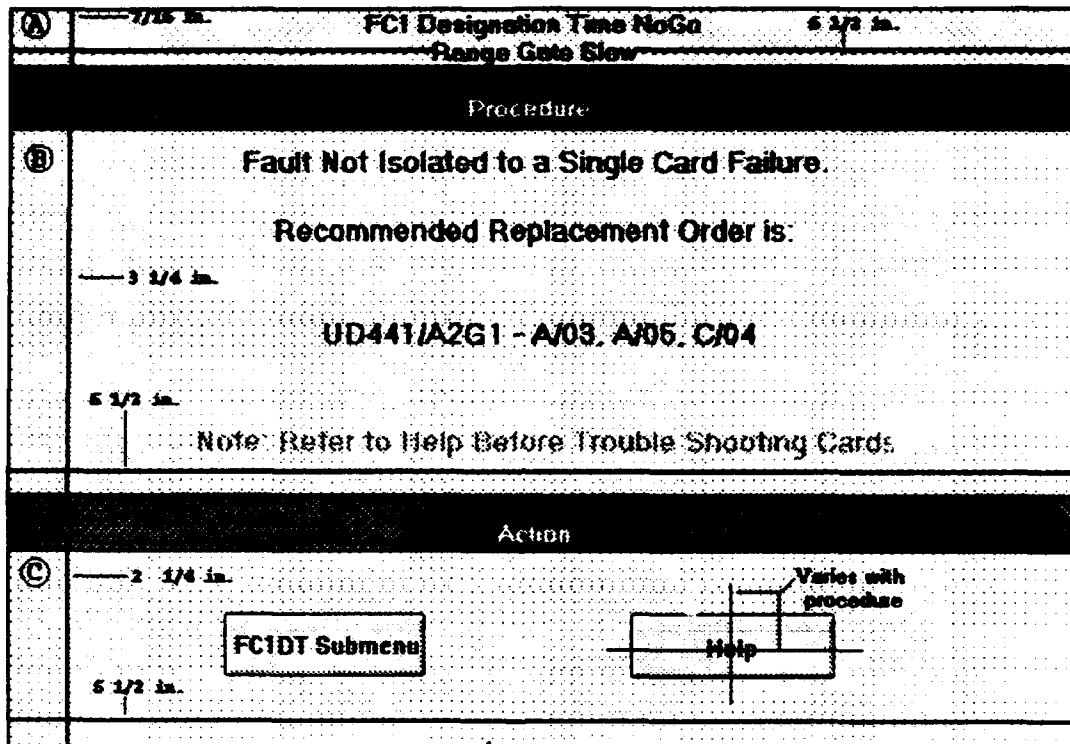 Ⓐ 7/16 in. FC1 Designation Time NoGo 6 1/2 in.
Range Gate Slew
Procedure
Ⓑ Fault Not Isolated to a Single Card Failure.
Recommended Replacement Order is:
3 1/4 in.
UD441/A2G1 - A/03, A/05, C/04
6 1/2 in.
Note: Refer to Help Before Trouble Shooting Cards
Action
Ⓒ 2 1/4 in. Varies with
procedure
FC1DT Submenu Help
6 1/2 in.